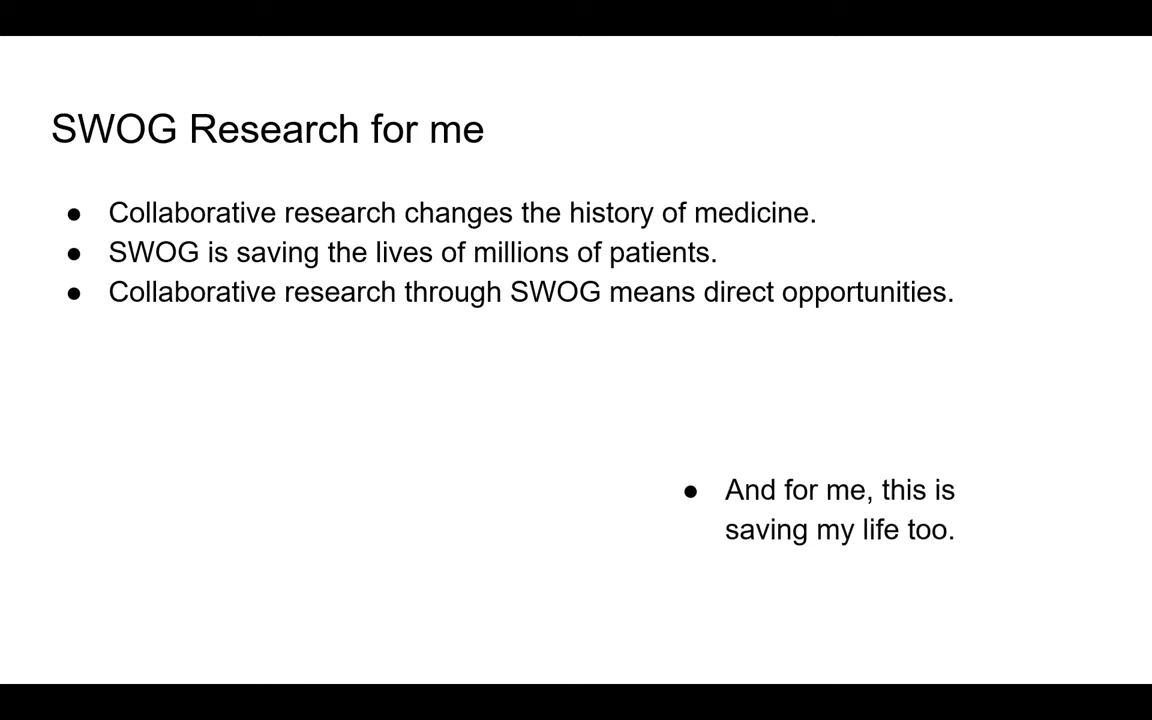 SWOG Research for me
● Collaborative research changes the history of medicine.
● SWOG is saving the lives of millions of patients.
● Collaborative research through SWOG means direct opportunities.
● And for me, this is
saving my life too.